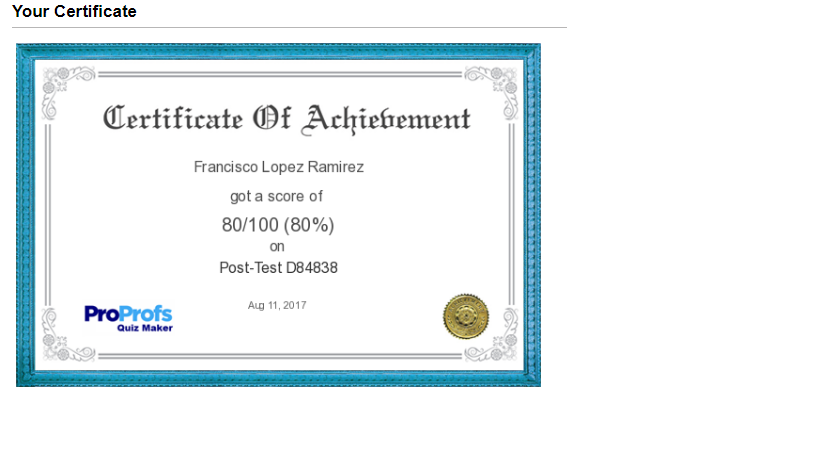 Your Certificate
Certificate Of Achievement
Francisco Lopez Ramirez
got a score of
80/100 (80%)
on
Post-Test D84838
Aug 11, 2017
ProProfs
Quiz Maker